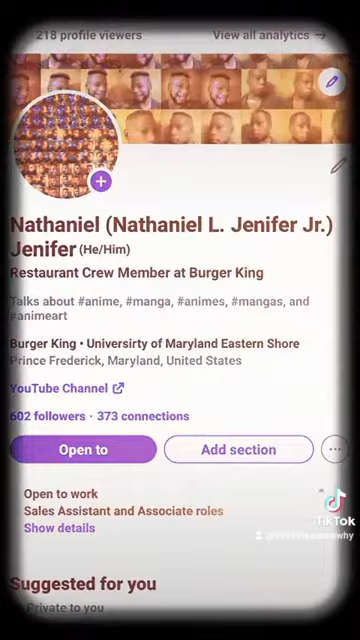 218 profile viewers View all analytics →
Nathaniel (Nathaniel L. Jenifer Jr.)
Jenifer (He/Him)
Restaurant Crew Member at Burger King
Talks about #anime, #manga, #animes, #mangas, and
#animeart
Burger King • Universirty of Maryland Eastern Shore
Prince Frederick, Maryland, United States
YouTube Channel
602 followers · 373 connections
Open to Add section ...
Open to work
Sales Assistant and Associate roles
Show details
TikTok
Suggested for you
Private to you